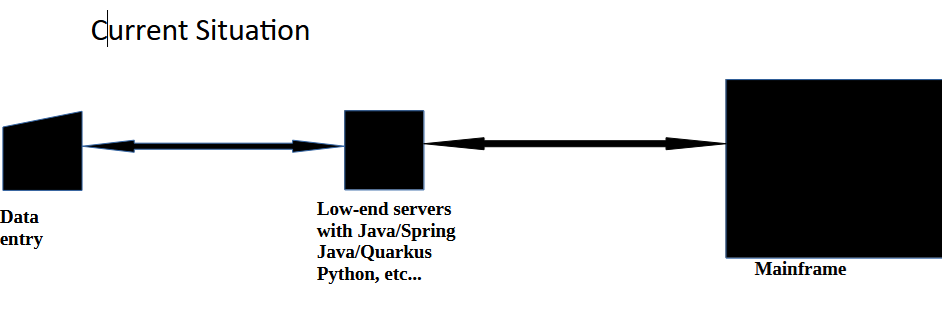 Current Situation
Data
entry
Low-end servers
with Java/Spring
Java/Quarkus
Python, etc...
Mainframe